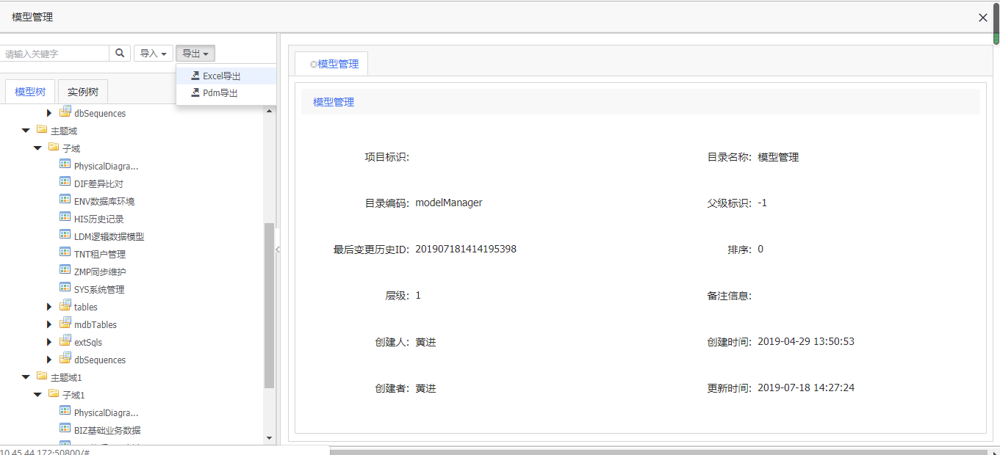 模型管理
请输入关键字
导入
导出
Excel导出
Pdm导出
模型树
实例树
dbSequences
主题域
子域
PhysicalDiagra...
DIF差异比对
ENV数据库环境
HIS历史记录
LDM逻辑数据模型
TNT租户管理
ZMP同步维护
SYS系统管理
tables
mdbTables
extSqls
dbSequences
主题域1
子域1
PhysicalDiagra...
BIZ基础业务数据
10.45.44.172:50800/#
模型管理
模型管理
项目标识:
目录名称: 模型管理
目录编码: modelManager
父级标识: -1
最后变更历史ID: 201907181414195398
排序: 0
层级: 1
备注信息:
创建人: 黄进
创建时间: 2019-04-29 13:50:53
创建者: 黄进
更新时间: 2019-07-18 14:27:24